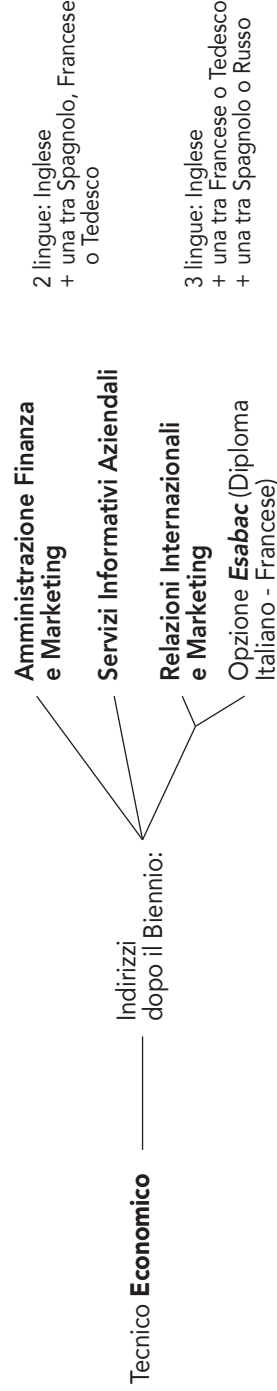 Tecnico Economico
Indirizzi
dopo il Biennio:
Amministrazione Finanza
e Marketing
Servizi Informativi Aziendali
Relazioni Internazionali
e Marketing
Opzione Esabac (Diploma
Italiano - Francese)
2 lingue: Inglese
+ una tra Spagnolo, Francese
o Tedesco
3 lingue: Inglese
+ una tra Francese o Tedesco
+ una tra Spagnolo o Russo